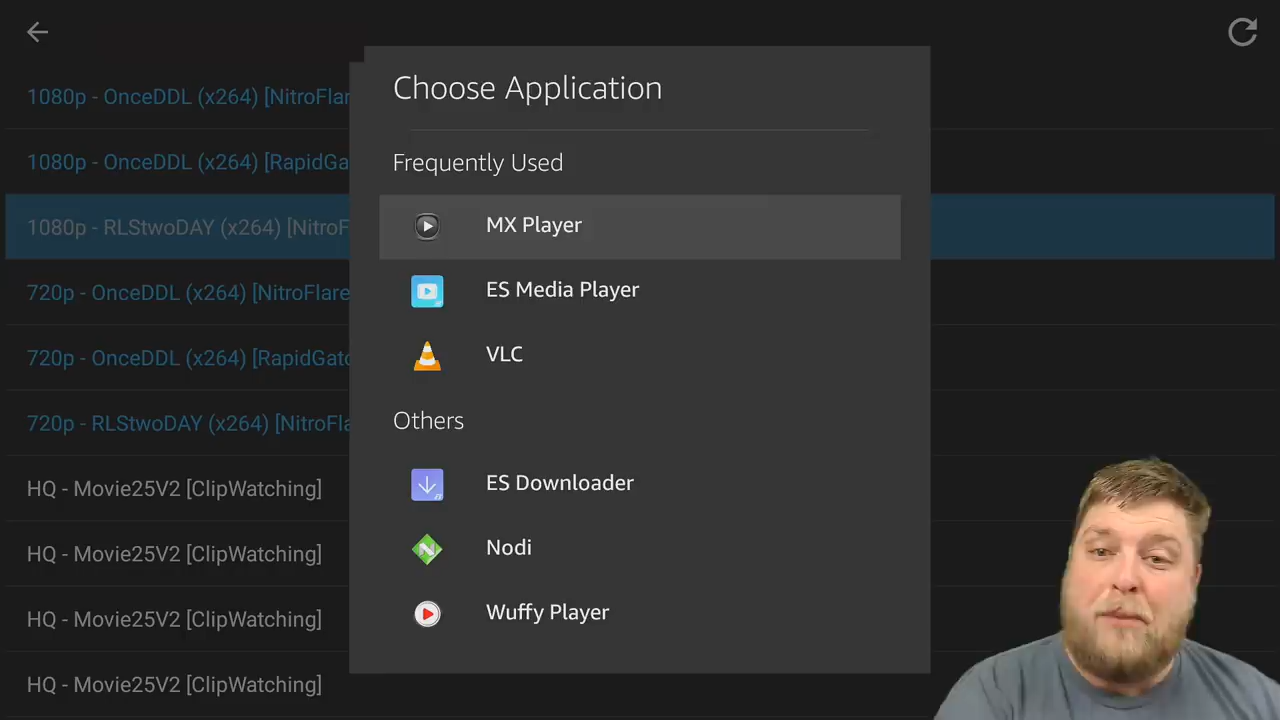 Choose Application
Frequently Used
MX Player
ES Media Player
VLC
Others
ES Downloader
Nodi
Wuffy Player
1080p - OnceDDL (x264) [NitroFlar
1080p - OnceDDL (x264) [RapidGa
1080p - RLStwoDAY (x264) [NitroF
720p - OnceDDL (x264) [NitroFlare
720p - OnceDDL (x264) [RapidGato
720p - RLStwoDAY (x264) [NitroFla
HQ - Movie25V2 [ClipWatching]
HQ - Movie25V2 [ClipWatching]
HQ - Movie25V2 [ClipWatching]
HQ - Movie25V2 [ClipWatching]